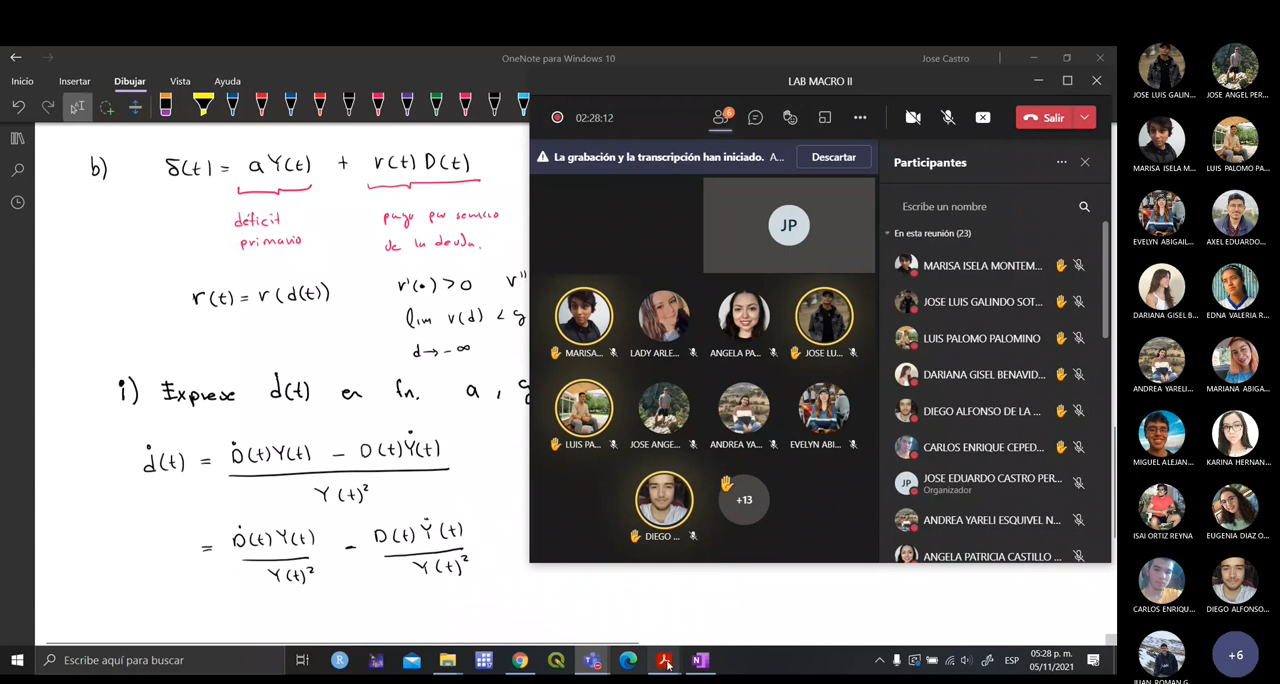 OneNote para Windows 10
Jose Castro
Inicio
Insertar
Dibujar
Vista
Ayuda
b) δ(t) = a Y(t) + r(t) D(t)
déficit
primario
pago por servicio
de la deuda.
r(t) = r(d(t))
r'(•) > 0 r''
lim r(d) < g
d → -∞
i) Exprese ḋ(t) en fn. a, g
ḋ(t) = Ḋ(t)Y(t) - D(t)Ẏ(t)
Y(t)²
= Ḋ(t)Y(t) - D(t)Ẏ(t)
Y(t)² Y(t)²
LAB MACRO II
02:28:12
6
Salir
La grabación y la transcripción han iniciado. A...
Descartar
JP
MARISA...
LADY ARLE...
ANGELA PA...
JOSE LU...
LUIS PA...
JOSE ANGE...
ANDREA YA...
EVELYN ABI...
DIEGO ...
+13
Participantes
Escribe un nombre
En esta reunión (23)
MARISA ISELA MONTEM...
JOSE LUIS GALINDO SOT...
LUIS PALOMO PALOMINO
DARIANA GISEL BENAVID...
DIEGO ALFONSO DE LA ...
CARLOS ENRIQUE CEPED...
JP
JOSE EDUARDO CASTRO PER...
Organizador
ANDREA YARELI ESQUIVEL N...
ANGELA PATRICIA CASTILLO ...
JOSE LUIS GALIN...
JOSE ANGEL PER...
MARISA ISELA M...
LUIS PALOMO PA...
EVELYN ABIGAIL...
AXEL EDUARDO...
DARIANA GISEL B...
EDNA VALERIA R...
ANDREA YARELI...
MARIANA ABIGA...
MIGUEL ALEJAN...
KARINA HERNAN...
ISAI ORTIZ REYNA
EUGENIA DIAZ O...
CARLOS ENRIQU...
DIEGO ALFONSO...
JUAN ROMAN G...
+6
Escribe aquí para buscar
ESP
05:28 p. m.
05/11/2021